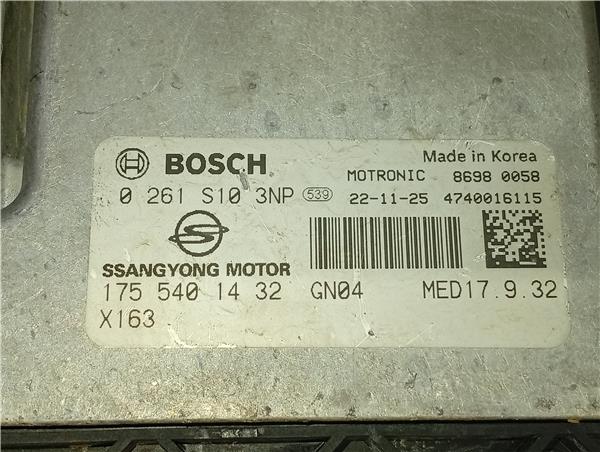 BOSCH
Made in Korea
MOTRONIC 8698 0058
0 261 S10 3NP 539 22-11-25 4740016115
SSANGYONG MOTOR
175 540 14 32 GN04 MED17.9.32
X163